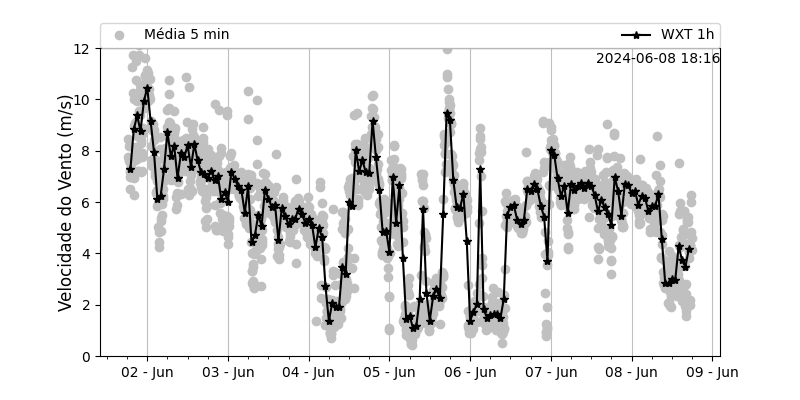 Média 5 min
WXT 1h
2024-06-08 18:16
Velocidade do Vento (m/s)
12
10
8
6
4
2
0
02 - Jun 03 - Jun 04 - Jun 05 - Jun 06 - Jun 07 - Jun 08 - Jun 09 - Jun